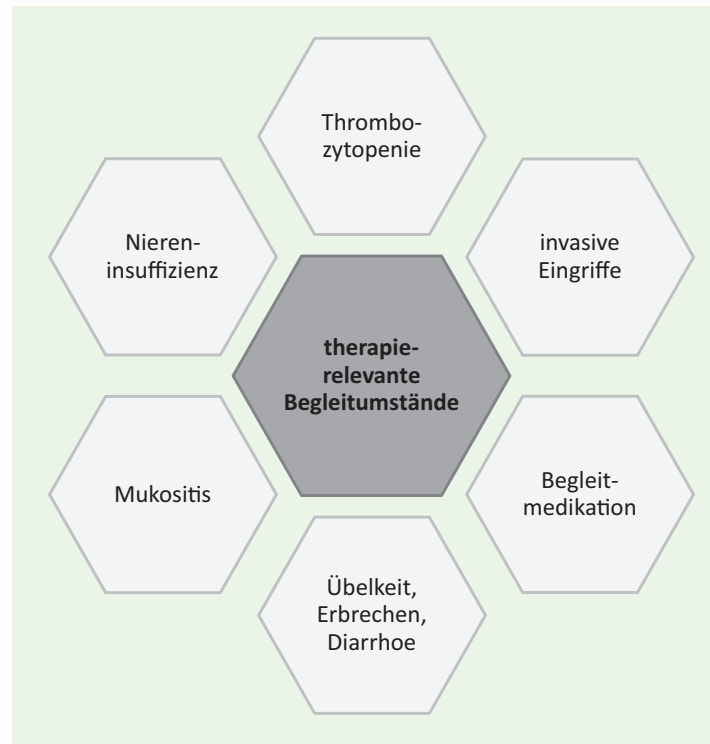 Thrombo-
zytopenie
Nieren-
insuffizienz
invasive
Eingriffe
therapie-
relevante
Begleitumstände
Mukositis
Begleit-
medikation
Übelkeit,
Erbrechen,
Diarrhoe